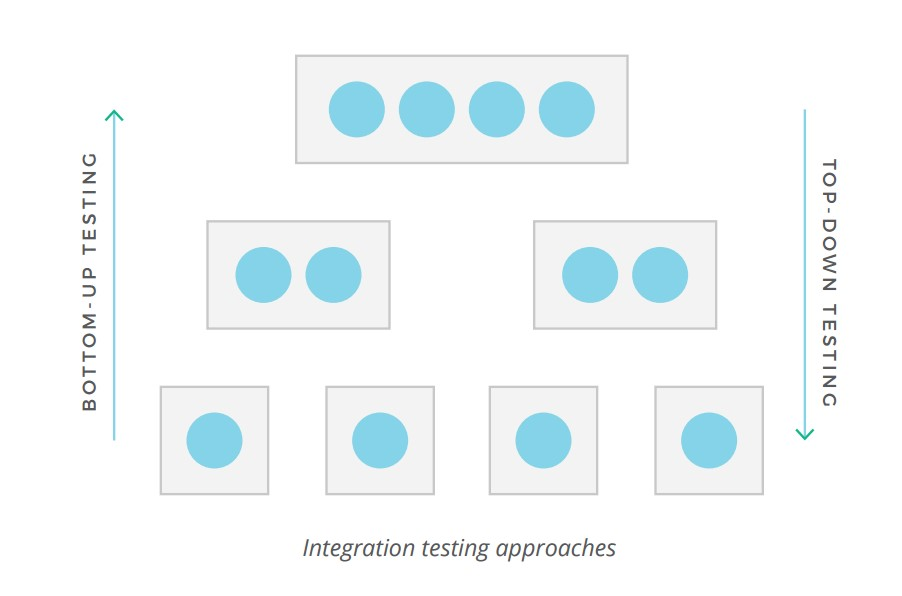 BOTTOM-UP TESTING
TOP-DOWN TESTING
Integration testing approaches